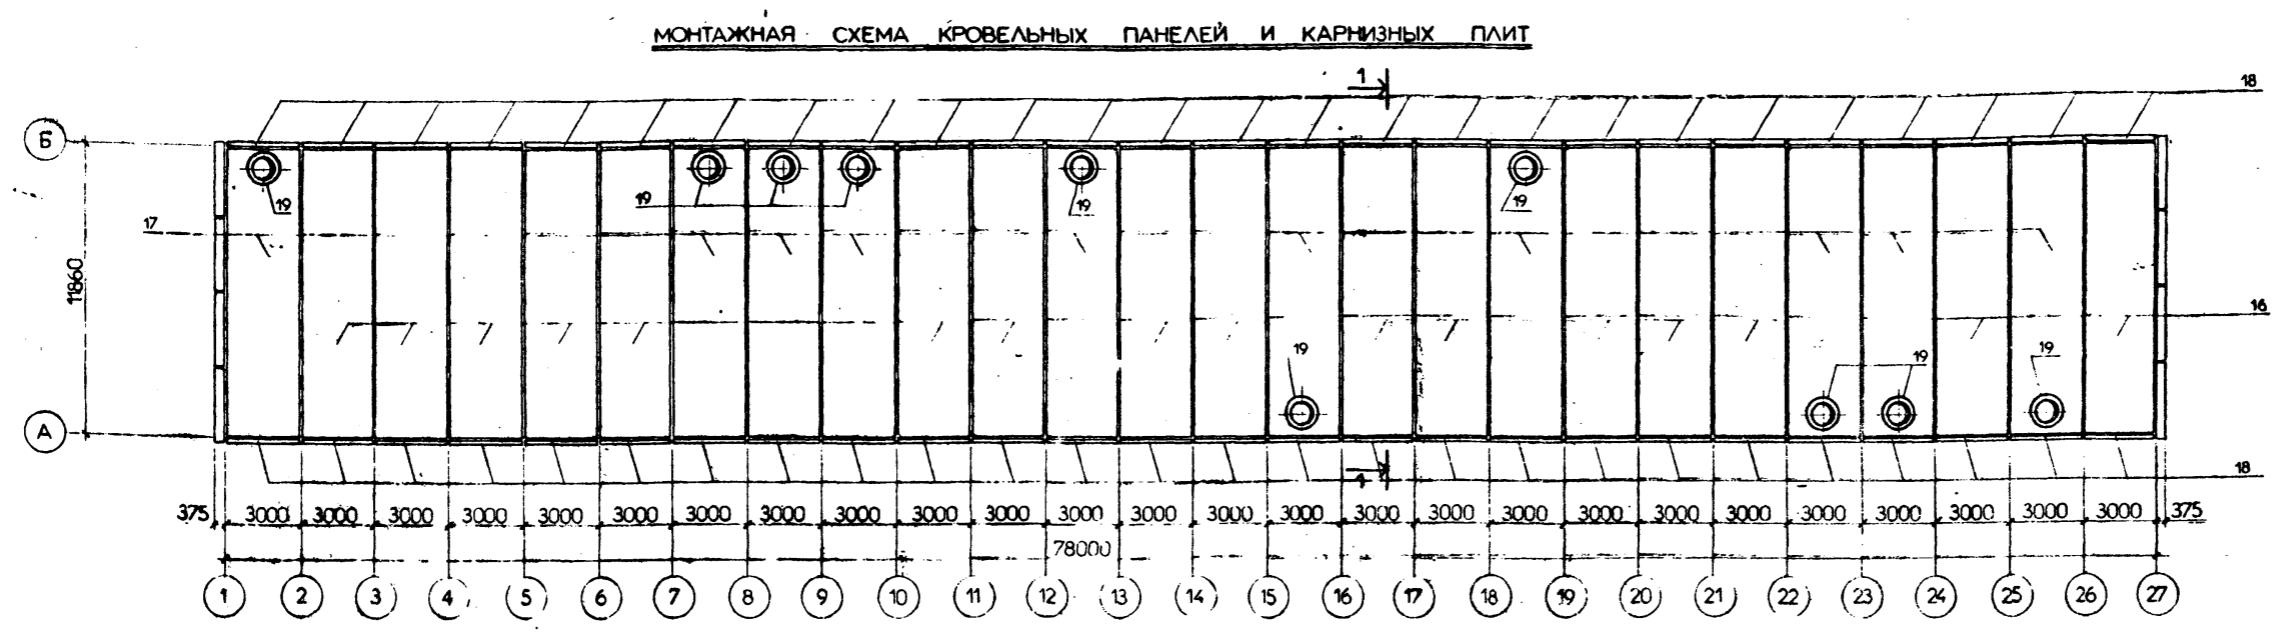 МОНТАЖНАЯ СХЕМА КРОВЕЛЬНЫХ ПАНЕЛЕЙ И КАРНИЗНЫХ ПЛИТ
1
18
Б
19 19 19 19
17
11860
16
19 19 19
А
1
18
375 3000 3000 3000 3000 3000 3000 3000 3000 3000 3000 3000 3000 3000 3000 3000 3000 3000 3000 3000 3000 3000 3000 3000 3000 3000 3000 375
78000
1 2 3 4 5 6 7 8 9 10 11 12 13 14 15 16 17 18 19 20 21 22 23 24 25 26 27